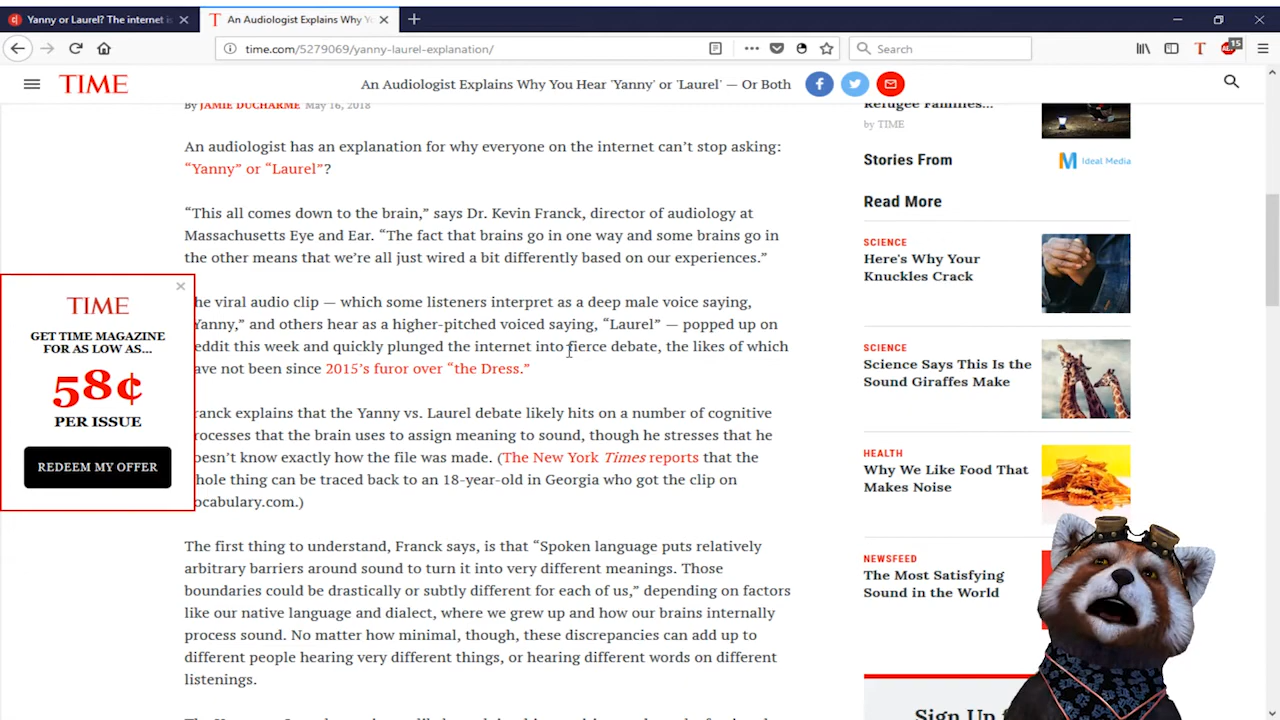 Yanny or Laurel? The internet is
An Audiologist Explains Why Yo
time.com/5279069/yanny-laurel-explanation/
Search
15
TIME
An Audiologist Explains Why You Hear 'Yanny' or 'Laurel' — Or Both
By JAMIE DUCHARME May 16, 2018
An audiologist has an explanation for why everyone on the internet can't stop asking:
“Yanny” or “Laurel”?
“This all comes down to the brain,” says Dr. Kevin Franck, director of audiology at
Massachusetts Eye and Ear. “The fact that brains go in one way and some brains go in
the other means that we're all just wired a bit differently based on our experiences.”
he viral audio clip — which some listeners interpret as a deep male voice saying,
Yanny,” and others hear as a higher-pitched voiced saying, “Laurel” — popped up on
eddit this week and quickly plunged the internet into fierce debate, the likes of which
ave not been since 2015's furor over “the Dress.”
ranck explains that the Yanny vs. Laurel debate likely hits on a number of cognitive
rocesses that the brain uses to assign meaning to sound, though he stresses that he
oesn't know exactly how the file was made. (The New York Times reports that the
hole thing can be traced back to an 18-year-old in Georgia who got the clip on
ocabulary.com.)
The first thing to understand, Franck says, is that “Spoken language puts relatively
arbitrary barriers around sound to turn it into very different meanings. Those
boundaries could be drastically or subtly different for each of us,” depending on factors
like our native language and dialect, where we grew up and how our brains internally
process sound. No matter how minimal, though, these discrepancies can add up to
different people hearing very different things, or hearing different words on different
listenings.
TIME
GET TIME MAGAZINE
FOR AS LOW AS...
58¢
PER ISSUE
REDEEM MY OFFER
Refugee Families...
by TIME
Stories From
Ideal Media
Read More
SCIENCE
Here's Why Your
Knuckles Crack
SCIENCE
Science Says This Is the
Sound Giraffes Make
HEALTH
Why We Like Food That
Makes Noise
NEWSFEED
The Most Satisfying
Sound in the World
Sign Up